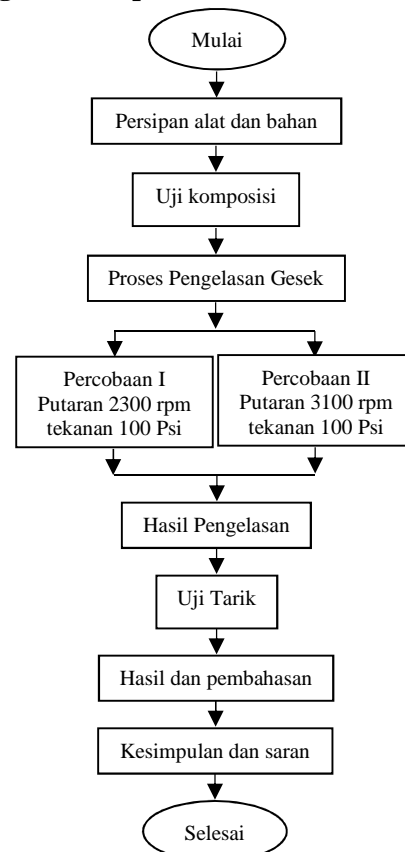 Mulai
Persipan alat dan bahan
Uji komposisi
Proses Pengelasan Gesek
Percobaan I
Putaran 2300 rpm
tekanan 100 Psi
Percobaan II
Putaran 3100 rpm
tekanan 100 Psi
Hasil Pengelasan
Uji Tarik
Hasil dan pembahasan
Kesimpulan dan saran
Selesai